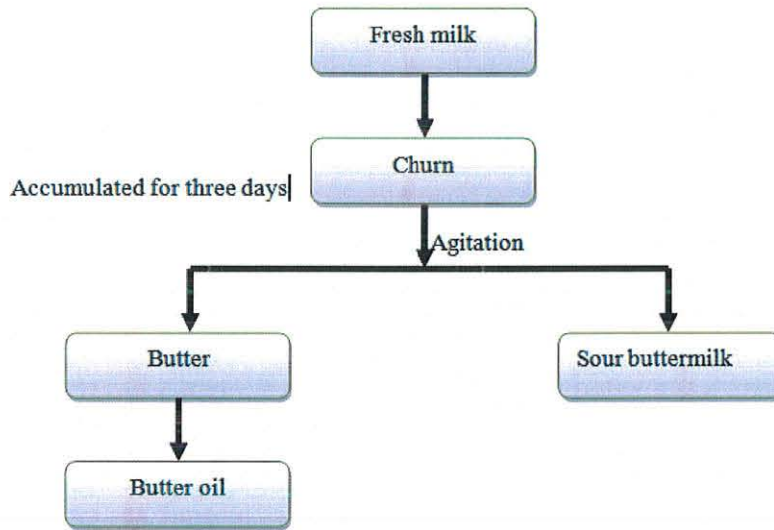 Fresh milk
Churn
Accumulated for three days
Agitation
Butter
Sour buttermilk
Butter oil